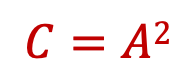 C = A²